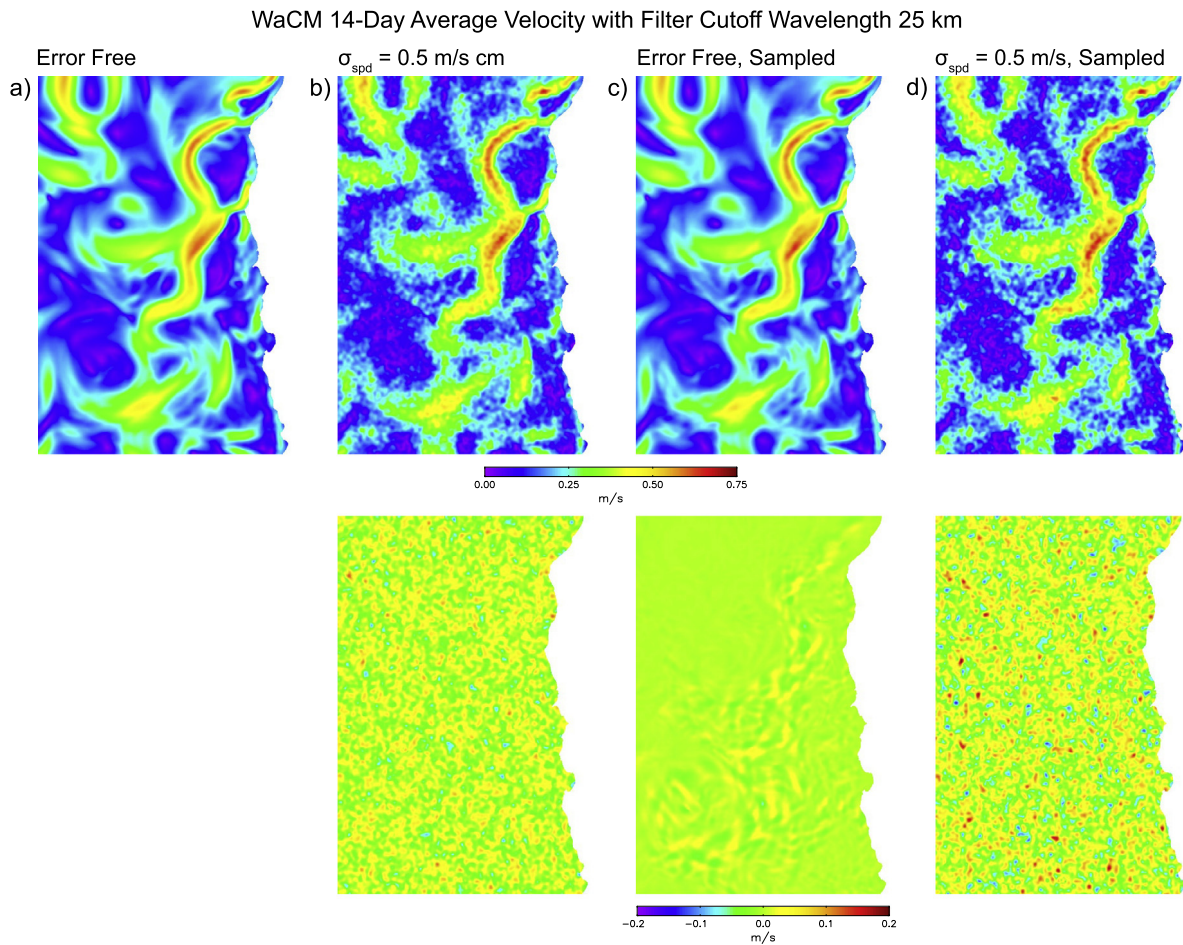 WaCM 14-Day Average Velocity with Filter Cutoff Wavelength 25 km
Error Free
σspd = 0.5 m/s cm
Error Free, Sampled
σspd = 0.5 m/s, Sampled
a)
b)
c)
d)
0.00 0.25 0.50 0.75
m/s
−0.2 −0.1 0.0 0.1 0.2
m/s